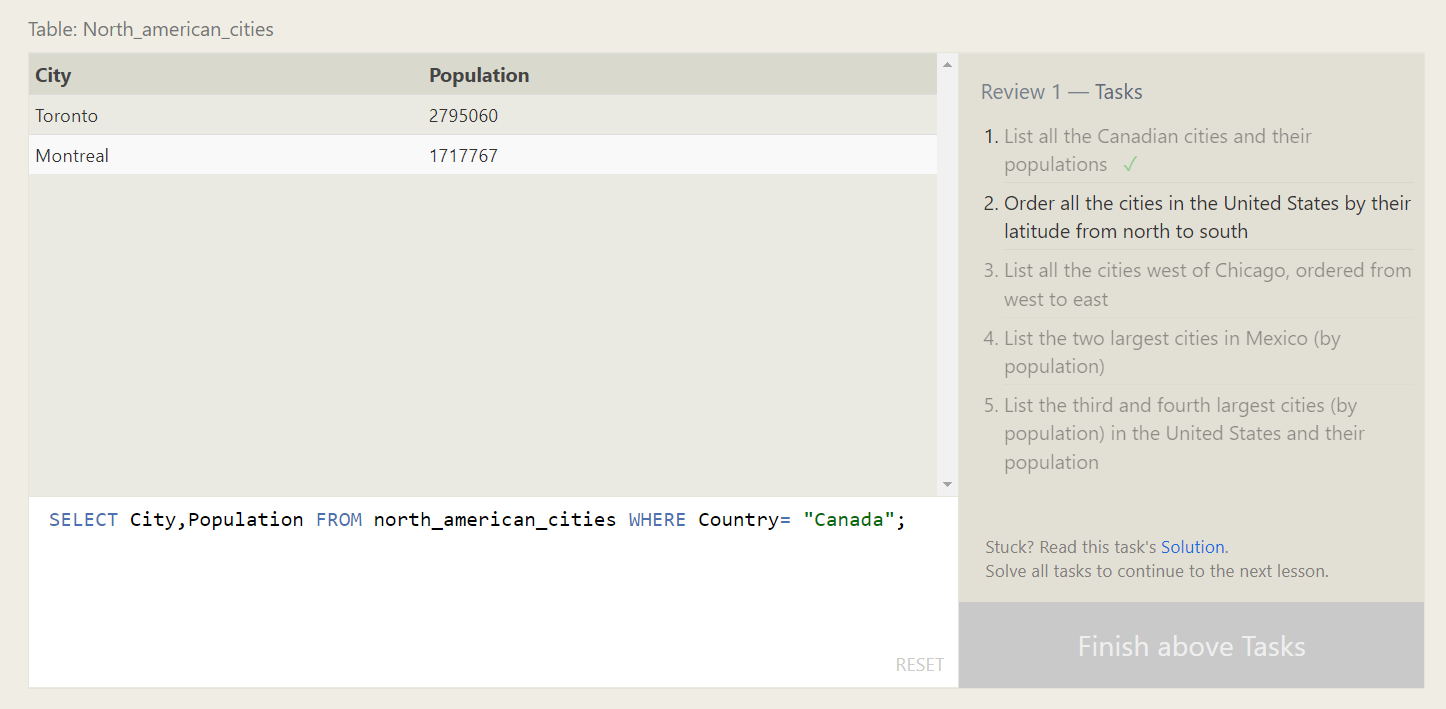 Table: North_american_cities
City Population
Toronto 2795060
Montreal 1717767
SELECT City,Population FROM north_american_cities WHERE Country= "Canada";
RESET
Review 1 — Tasks
1. List all the Canadian cities and their
populations ✓
2. Order all the cities in the United States by their
latitude from north to south
3. List all the cities west of Chicago, ordered from
west to east
4. List the two largest cities in Mexico (by
population)
5. List the third and fourth largest cities (by
population) in the United States and their
population
Stuck? Read this task's Solution.
Solve all tasks to continue to the next lesson.
Finish above Tasks